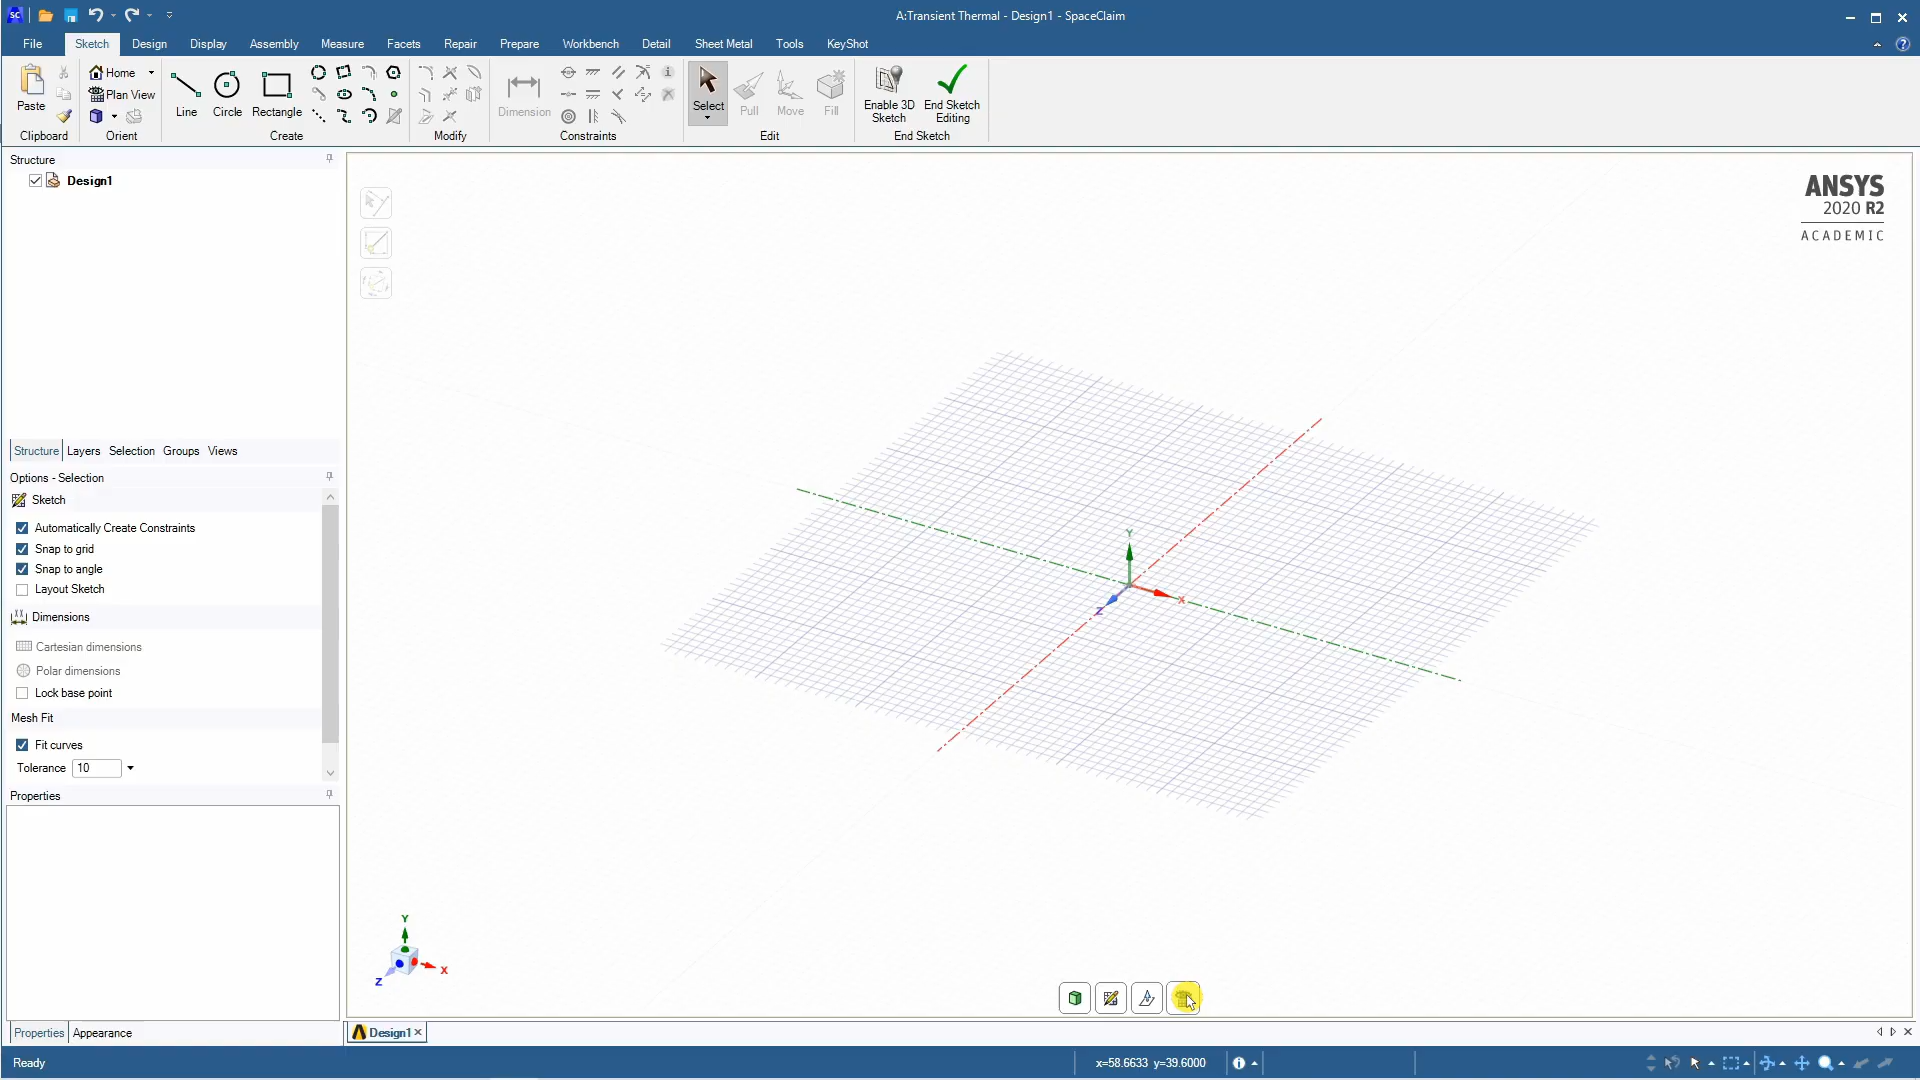 SC
A:Transient Thermal - Design1 - SpaceClaim
File Sketch Design Display Assembly Measure Facets Repair Prepare Workbench Detail Sheet Metal Tools KeyShot
Paste
Home
Plan View
Line Circle Rectangle
Dimension
Select Pull Move Fill
Enable 3D Sketch
End Sketch Editing
Clipboard Orient Create Modify Constraints Edit End Sketch
Structure
Design1
ANSYS
2020 R2
ACADEMIC
Structure Layers Selection Groups Views
Options - Selection
Sketch
Automatically Create Constraints
Snap to grid
Snap to angle
Layout Sketch
Dimensions
Cartesian dimensions
Polar dimensions
Lock base point
Mesh Fit
Fit curves
Tolerance 10
Properties
Y
X
Z
Y
X
Z
Properties Appearance
Design1
Ready
x=58.6633 y=39.6000